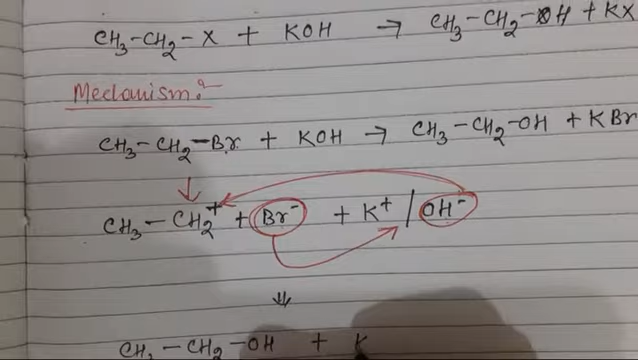 CH₃-CH₂-X + KOH → CH₃-CH₂-OH + KX
Mechanism:-
CH₃-CH₂-Br + KOH → CH₃-CH₂-OH + KBr
CH₃-CH₂⁺ + Br⁻ + K⁺ / OH⁻
CH₃-CH₂-OH + K